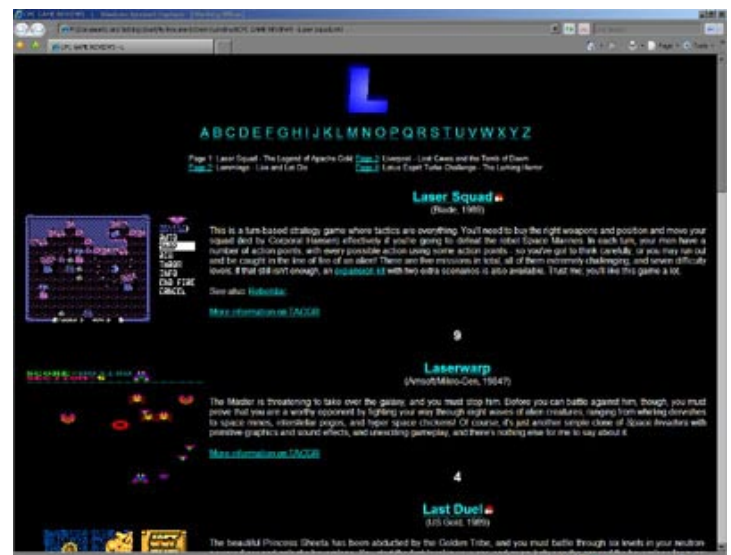 CPC GAME REVIEWS - L
L
A B C D E F G H I J K L M N O P Q R S T U V W X Y Z
Page 1: Laser Squad - The Legend of Apache Gold Page 3: Liverpool - Lost Caves and the Tomb of Doom
Page 2: Lemmings - Live and Let Die Page 4: Lotus Esprit Turbo Challenge - The Lurking Horror
Laser Squad
(Blade, 1989)
This is a turn-based strategy game where tactics are everything. You'll need to buy the right weapons and position and move your
squad (led by Corporal Hansen) effectively if you're going to defeat the robot Space Marines. In each turn, your men have a
number of action points, with every possible action using some action points - so you've got to think carefully, or you may run out
and be caught in the line of fire of an alien! There are five missions in total, all of them extremely challenging, and seven difficulty
levels. If that still isn't enough, an expansion kit with two extra scenarios is also available. Trust me, you'll like this game a lot.
See also: Rebelstar.
More information on TACGR
INFO
END FIRE
CANCEL
9
Laserwarp
(Amsoft/Mikro-Gen, 1984?)
The Master is threatening to take over the galaxy, and you must stop him. Before you can battle against him, though, you must
prove that you are a worthy opponent by fighting your way through eight waves of alien creatures, ranging from whirling dervishes
to space mines, interstellar pogos, and hyper space chickens! Of course, it's just another simple clone of Space Invaders with
primitive graphics and sound effects, and unexciting gameplay, and there's nothing else for me to say about it.
More information on TACGR
4
Last Duel
(US Gold, 1989)
The beautiful Princess Sheeta has been abducted by the Golden Tribe, and you must battle through six levels in your neutron-